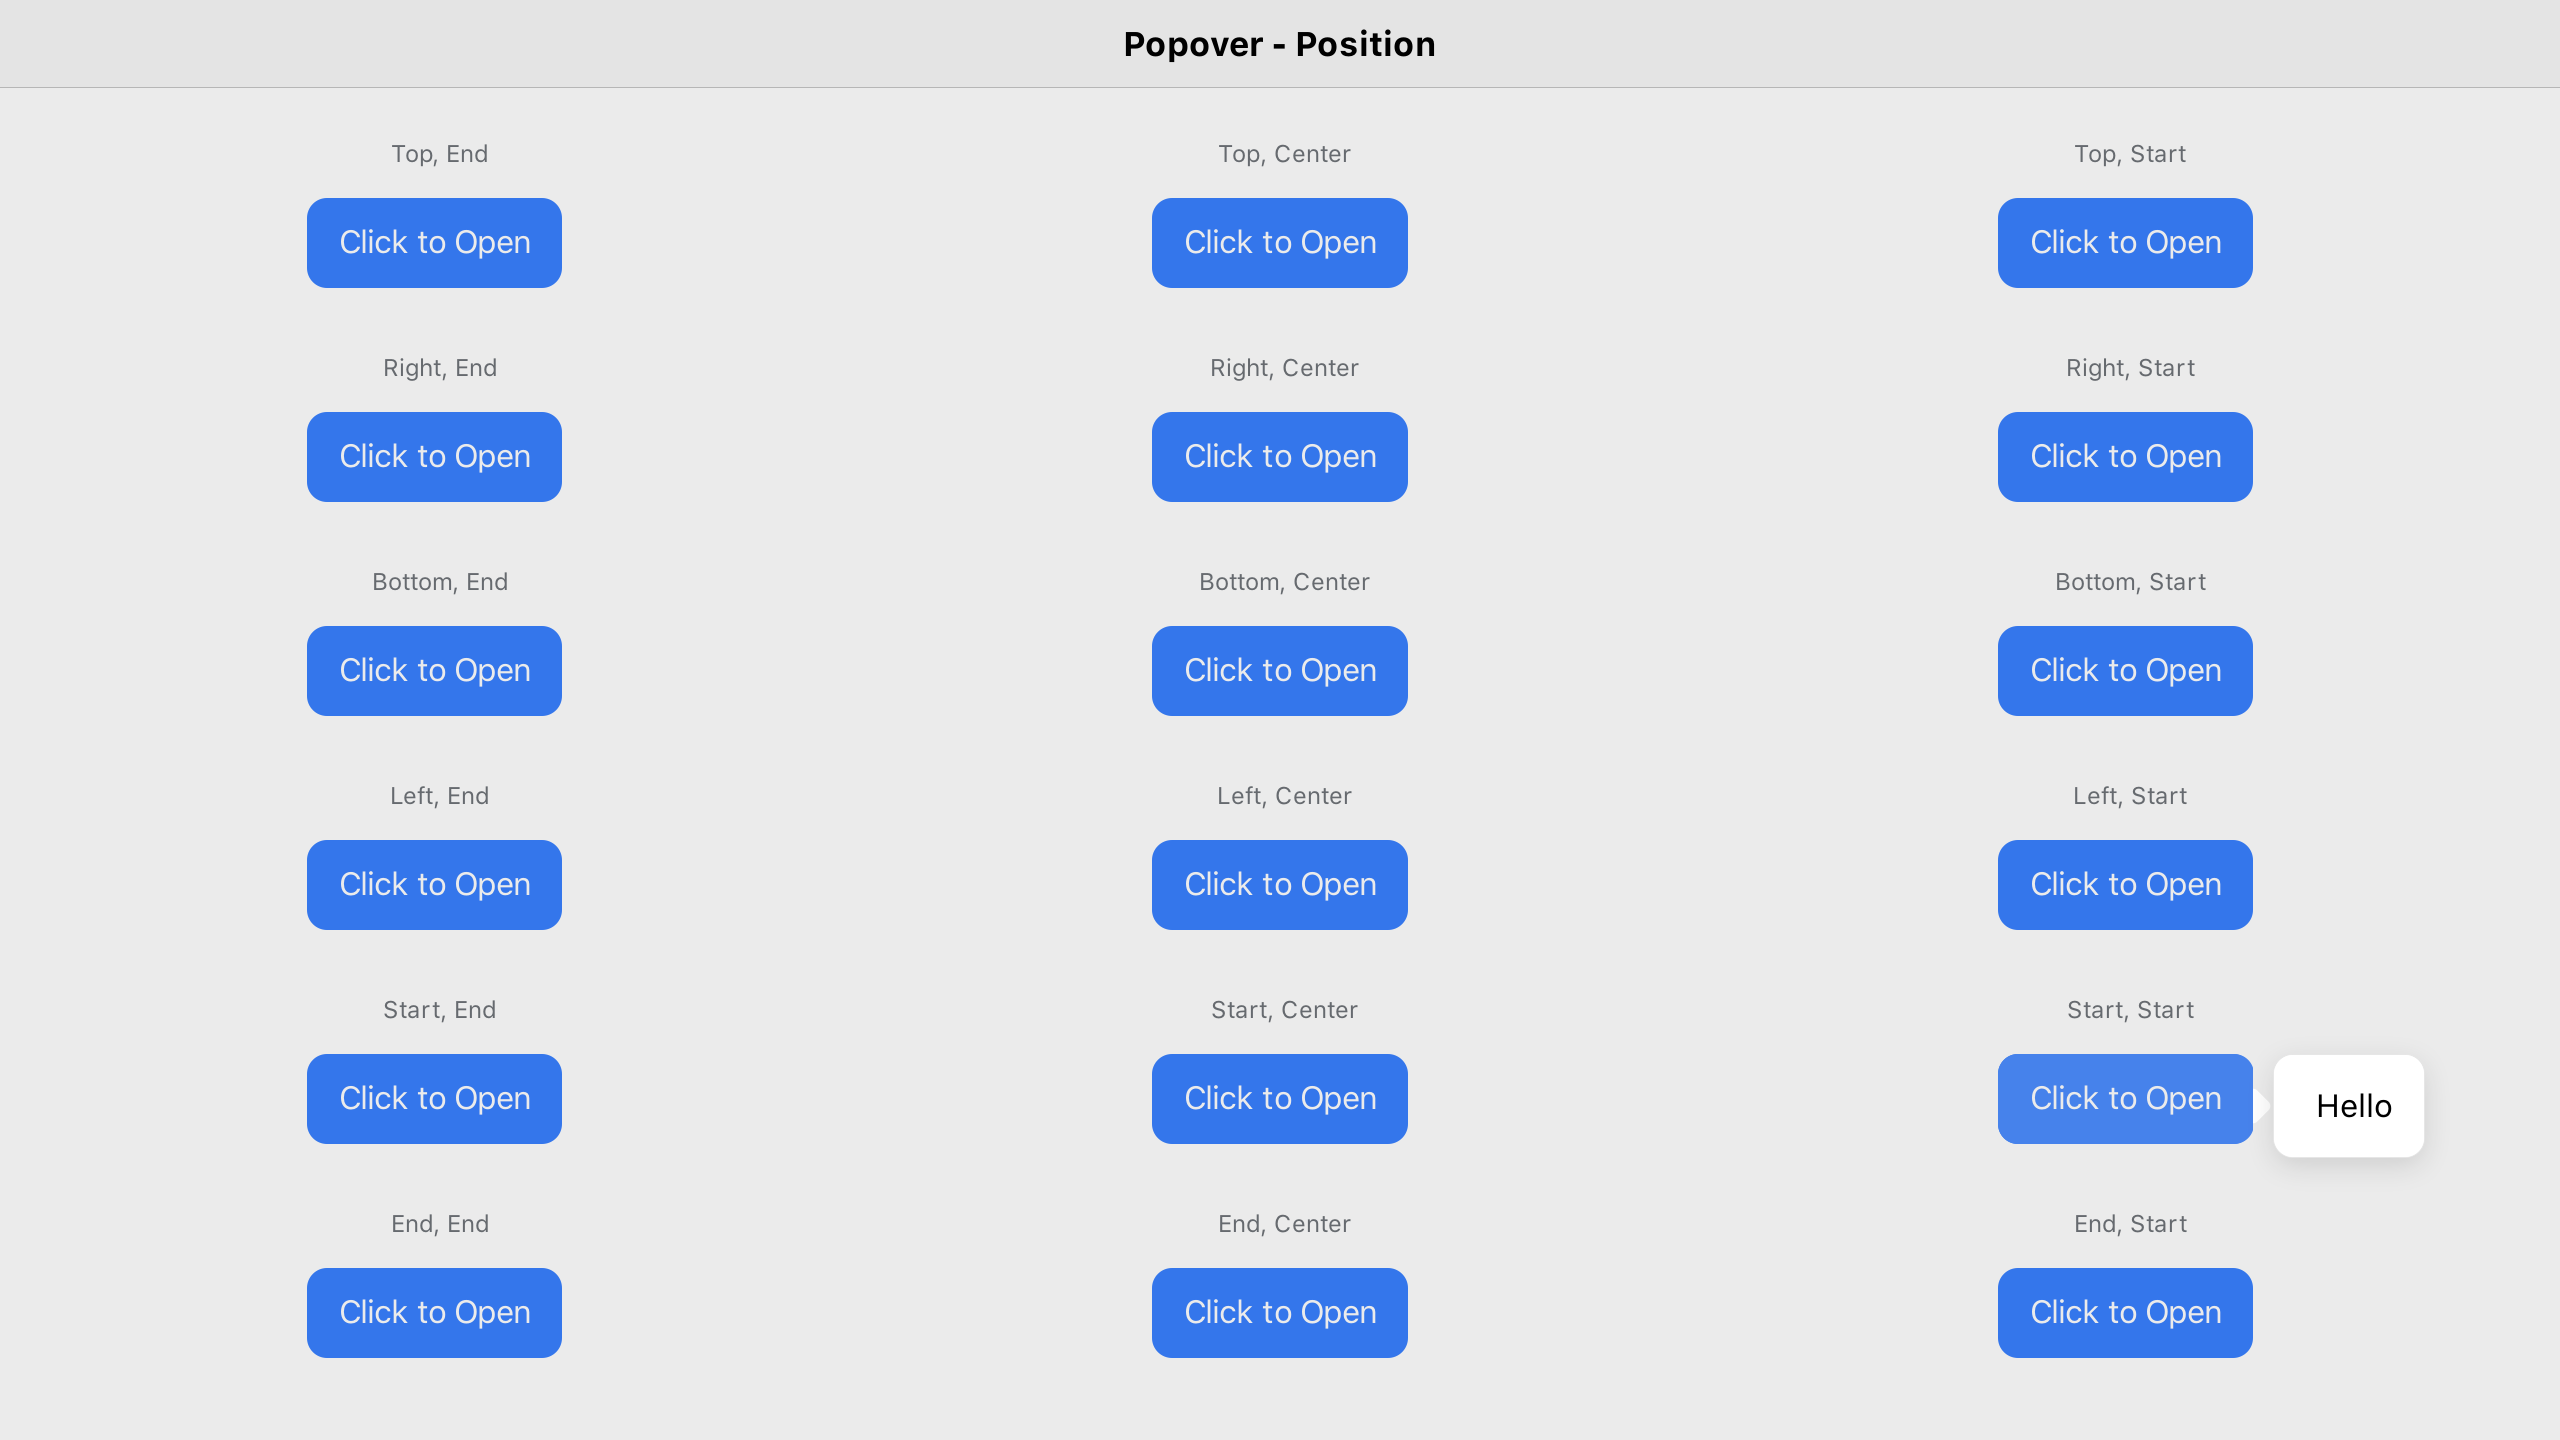 Popover - Position
Top, End
Top, Center
Top, Start
Click to Open
Click to Open
Click to Open
Right, End
Right, Center
Right, Start
Click to Open
Click to Open
Click to Open
Bottom, End
Bottom, Center
Bottom, Start
Click to Open
Click to Open
Click to Open
Left, End
Left, Center
Left, Start
Click to Open
Click to Open
Click to Open
Start, End
Start, Center
Start, Start
Click to Open
Click to Open
Click to Open
Hello
End, End
End, Center
End, Start
Click to Open
Click to Open
Click to Open